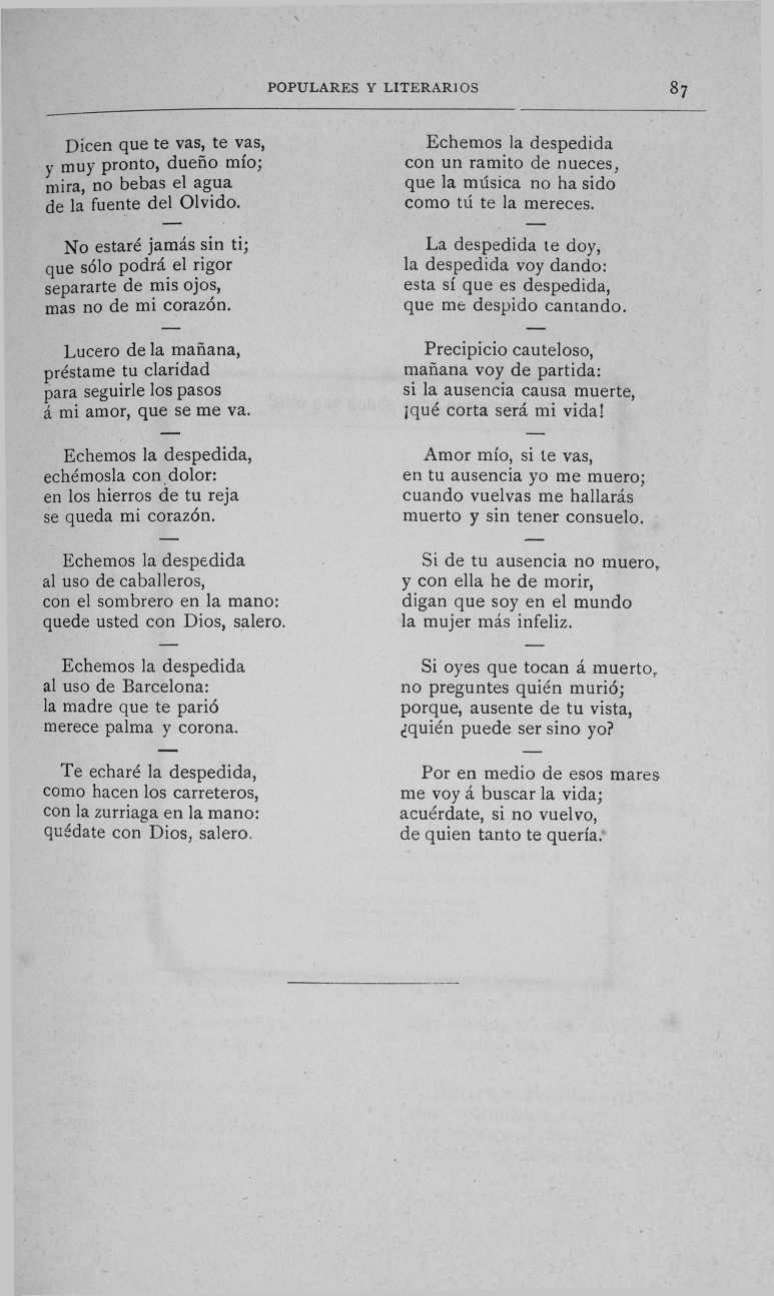 POPULARES Y LITERARIOS 87
Dicen que te vas, te vas,
y muy pronto, dueño mío;
mira, no bebas el agua
de la fuente del Olvido.
—
No estaré jamás sin ti;
que sólo podrá el rigor
separarte de mis ojos,
mas no de mi corazón.
—
Lucero de la mañana,
préstame tu claridad
para seguirle los pasos
á mi amor, que se me va.
—
Echemos la despedida,
echémosla con dolor:
en los hierros de tu reja
se queda mi corazón.
—
Echemos la despedida
al uso de caballeros,
con el sombrero en la mano:
quede usted con Dios, salero.
—
Echemos la despedida
al uso de Barcelona:
la madre que te parió
merece palma y corona.
—
Te echaré la despedida,
como hacen los carreteros,
con la zurriaga en la mano:
quédate con Dios, salero.
Echemos la despedida
con un ramito de nueces,
que la música no ha sido
como tú te la mereces.
—
La despedida te doy,
la despedida voy dando:
esta sí que es despedida,
que me despido cantando.
—
Precipicio cauteloso,
mañana voy de partida:
si la ausencia causa muerte,
¡qué corta será mi vida!
—
Amor mío, si te vas,
en tu ausencia yo me muero;
cuando vuelvas me hallarás
muerto y sin tener consuelo.
—
Si de tu ausencia no muero,
y con ella he de morir,
digan que soy en el mundo
la mujer más infeliz.
—
Si oyes que tocan á muerto,
no preguntes quién murió;
porque, ausente de tu vista,
¿quién puede ser sino yo?
—
Por en medio de esos mares
me voy á buscar la vida;
acuérdate, si no vuelvo,
de quien tanto te quería.